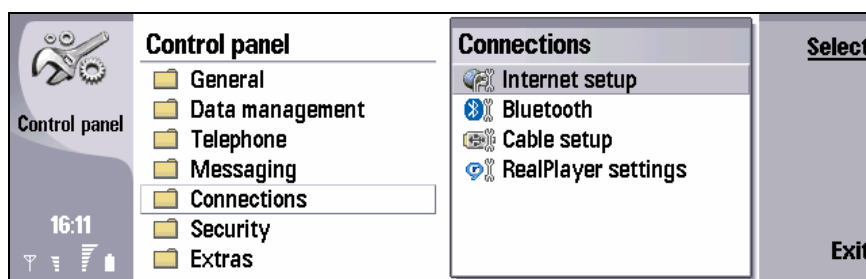 Control panel
16:11
Control panel
General
Data management
Telephone
Messaging
Connections
Security
Extras
Connections
Internet setup
Bluetooth
Cable setup
RealPlayer settings
Select
Exit